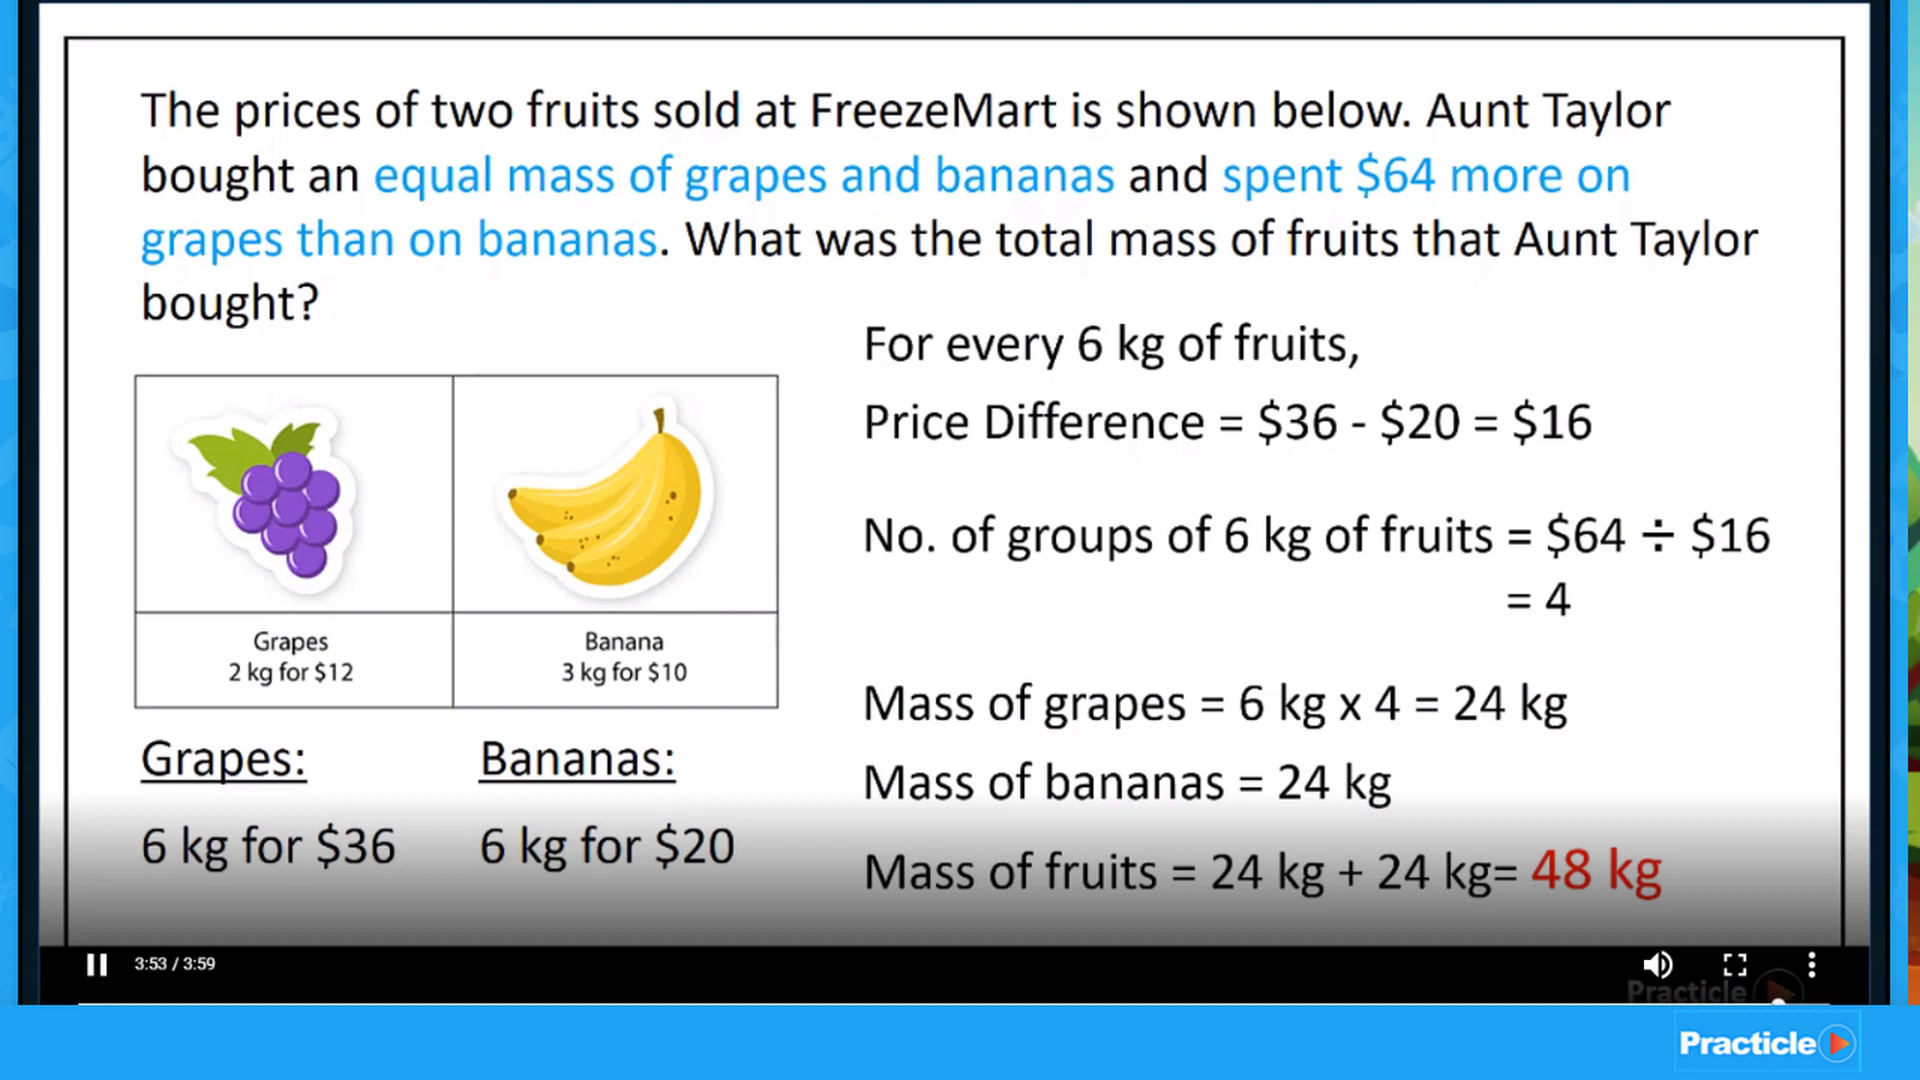 The prices of two fruits sold at FreezeMart is shown below. Aunt Taylor
bought an equal mass of grapes and bananas and spent $64 more on
grapes than on bananas. What was the total mass of fruits that Aunt Taylor
bought?
Grapes
2 kg for $12
Banana
3 kg for $10
Grapes:
6 kg for $36
Bananas:
6 kg for $20
For every 6 kg of fruits,
Price Difference = $36 - $20 = $16
No. of groups of 6 kg of fruits = $64 ÷ $16
= 4
Mass of grapes = 6 kg x 4 = 24 kg
Mass of bananas = 24 kg
Mass of fruits = 24 kg + 24 kg= 48 kg
3:53 / 3:59
Practicle
Practicle